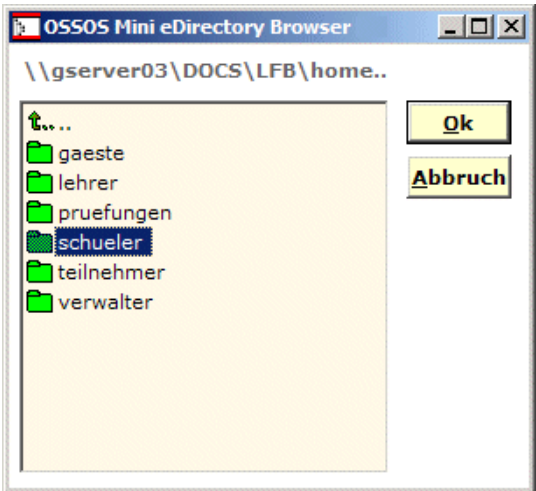 OSSOS Mini eDirectory Browser
\\gserver03\DOCS\LFB\home..
..
gaeste
lehrer
pruefungen
schueler
teilnehmer
verwalter
Ok
Abbruch